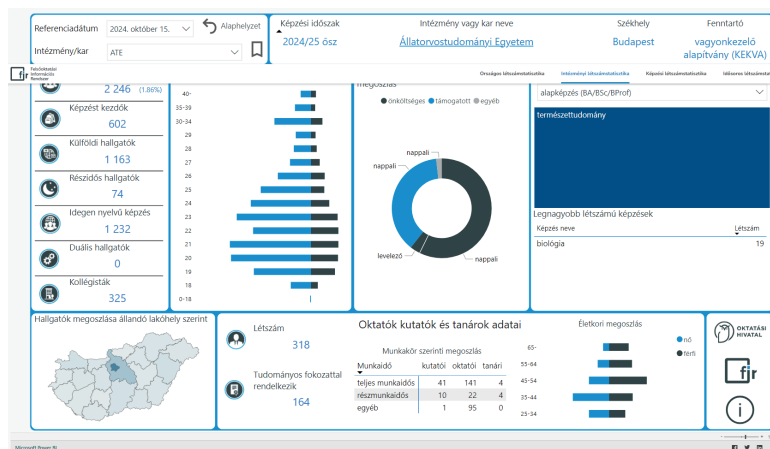 Referenciadátum
2024. október 15.
Alaphelyzet
Intézmény/kar
ATE
Képzési időszak
Intézmény vagy kar neve
Székhely
Fenntartó
2024/25 ősz
Állatorvostudományi Egyetem
Budapest
vagyonkezelő
alapítvány (KEKVA)
fir
Felsőoktatási
Információs
Rendszer
Országos létszámstatisztika
Intézményi létszámstatisztika
Képzési létszámstatisztika
Idősoros létszámstat
2 246 (1.86%)
Képzést kezdők
602
Külföldi hallgatók
1 163
Részidős hallgatók
74
Idegen nyelvű képzés
1 232
Duális hallgatók
0
Kollégisták
325
40-
35-39
30-34
29
28
27
26
25
24
23
22
21
20
19
18
0-18
megoszlás
önköltséges
támogatott
egyéb
nappali
nappali
levelező
nappali
alapképzés (BA/BSc/BProf)
természettudomány
Legnagyobb létszámú képzések
Képzés neve
Létszám
biológia
19
Hallgatók megoszlása állandó lakóhely szerint
Létszám
318
Tudományos fokozattal
rendelkezik
164
Oktatók kutatók és tanárok adatai
Munkakör szerinti megoszlás
Munkaidő kutatói oktatói tanári
teljes munkaidős 41 141 4
részmunkaidős 10 22 4
egyéb 1 95 0
Életkori megoszlás
65-
55-64
45-54
35-44
25-34
nő
férfi
OKTATÁSI
HIVATAL
fir
i
Microsoft Power BI